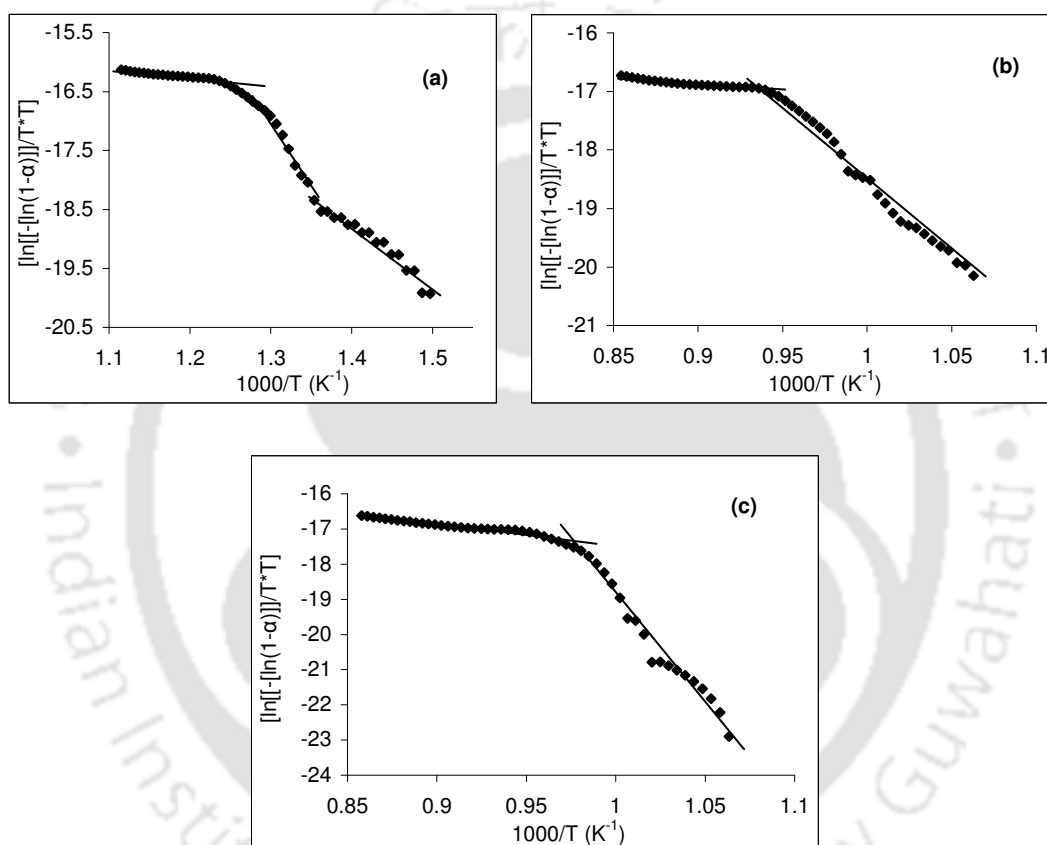 (a)
[ln[[-[ln(1-α)]]/T*T]
-15.5
-16.5
-17.5
-18.5
-19.5
-20.5
1.1 1.2 1.3 1.4 1.5
1000/T (K-1)
(b)
[ln[[-[ln(1-α)]]/T*T]
-16
-17
-18
-19
-20
-21
0.85 0.9 0.95 1 1.05 1.1
1000/T (K-1)
(c)
[ln[[-[ln(1-α)]]/T*T]
-16
-17
-18
-19
-20
-21
-22
-23
-24
0.85 0.9 0.95 1 1.05 1.1
1000/T (K-1)
Indian Insti
Guwahati